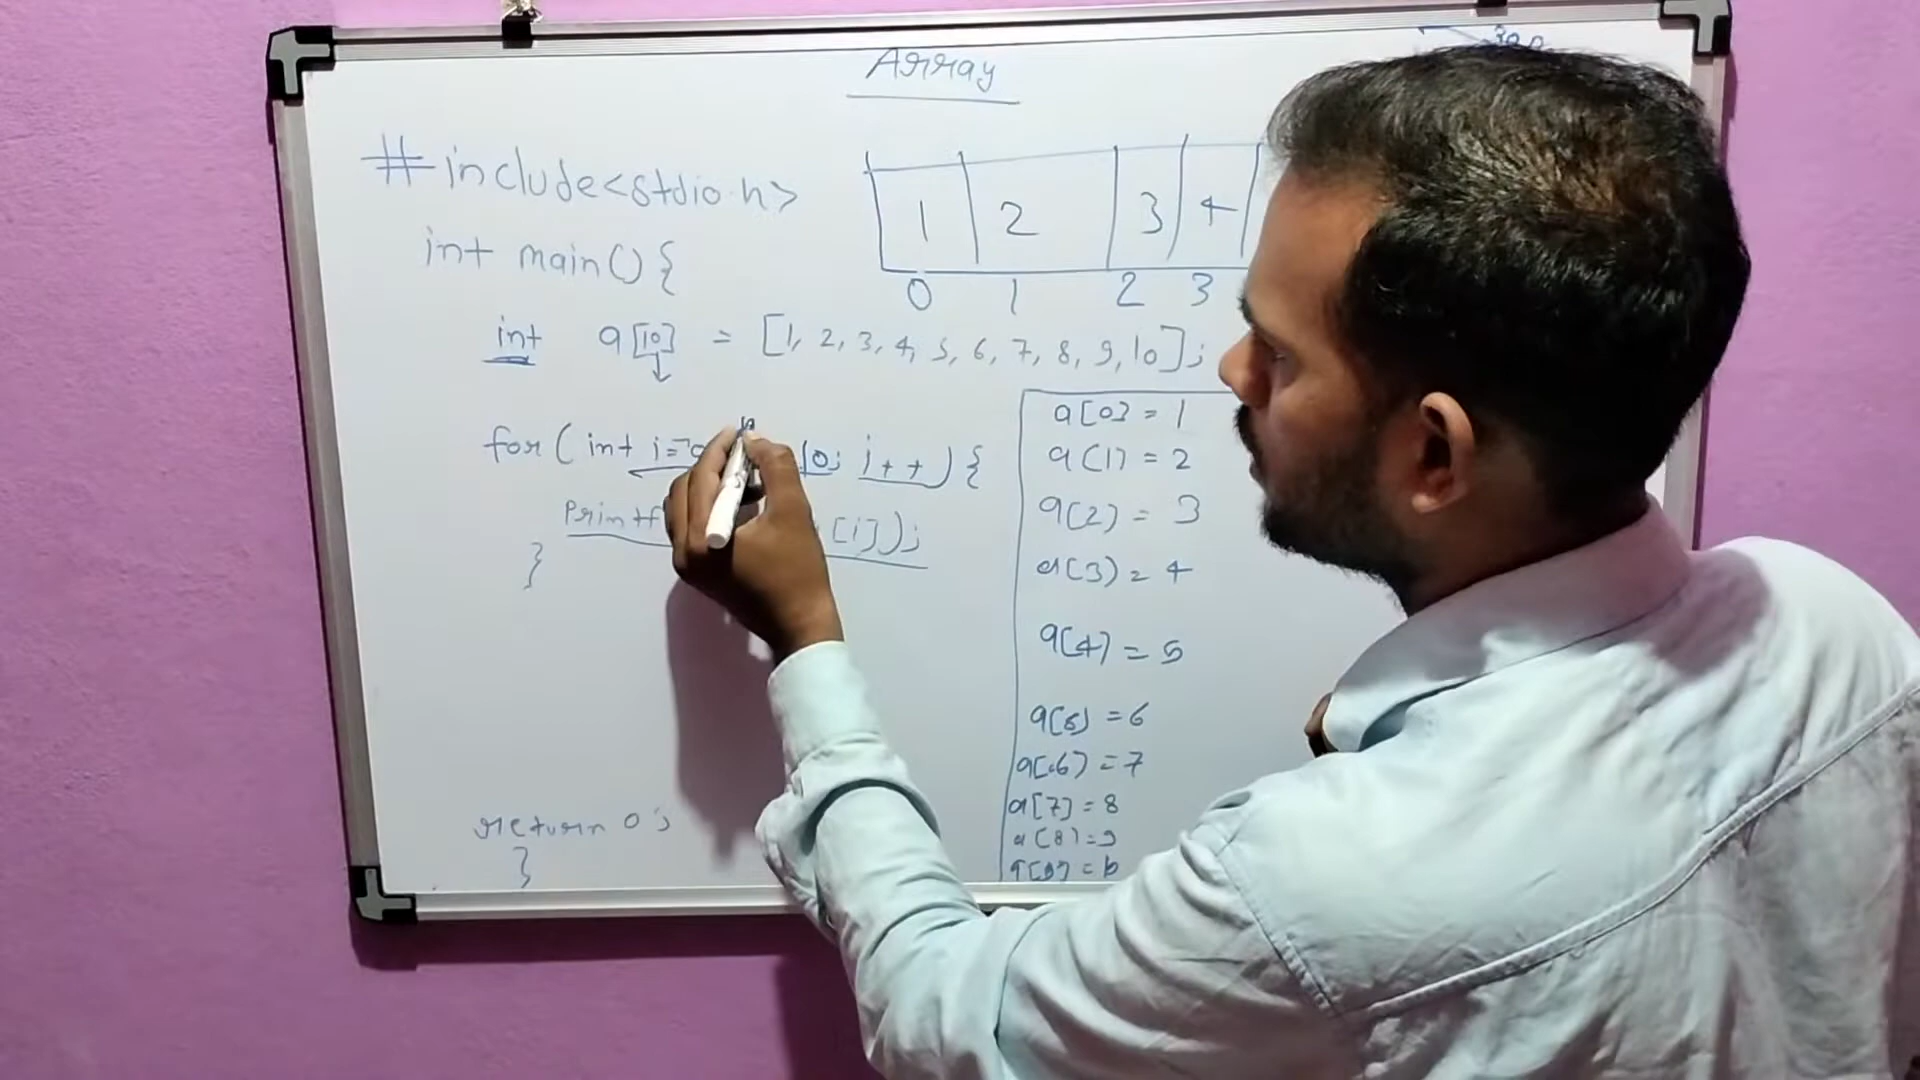 Array
#include<stdio.h>
int main() {
int a[10] = [1, 2, 3, 4, 5, 6, 7, 8, 9, 10];
for( int i=0 10; i++) {
printf [i]);
}
return 0;
}
1 2 3 4
0 1 2 3
a[0] = 1
a[1] = 2
a[2] = 3
a[3] = 4
a[4] = 5
a[5] = 6
a[6] = 7
a[7] = 8
a[8] = 9
a[9] = 10